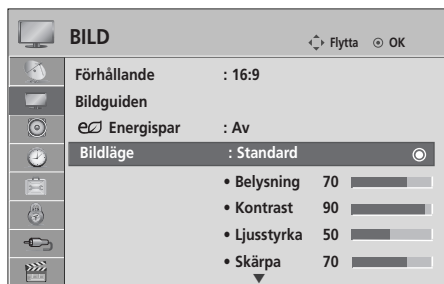 BILD
Flytta OK
Förhållande : 16:9
Bildguiden
Energispar : Av
Bildläge : Standard
• Belysning 70
• Kontrast 90
• Ljusstyrka 50
• Skärpa 70